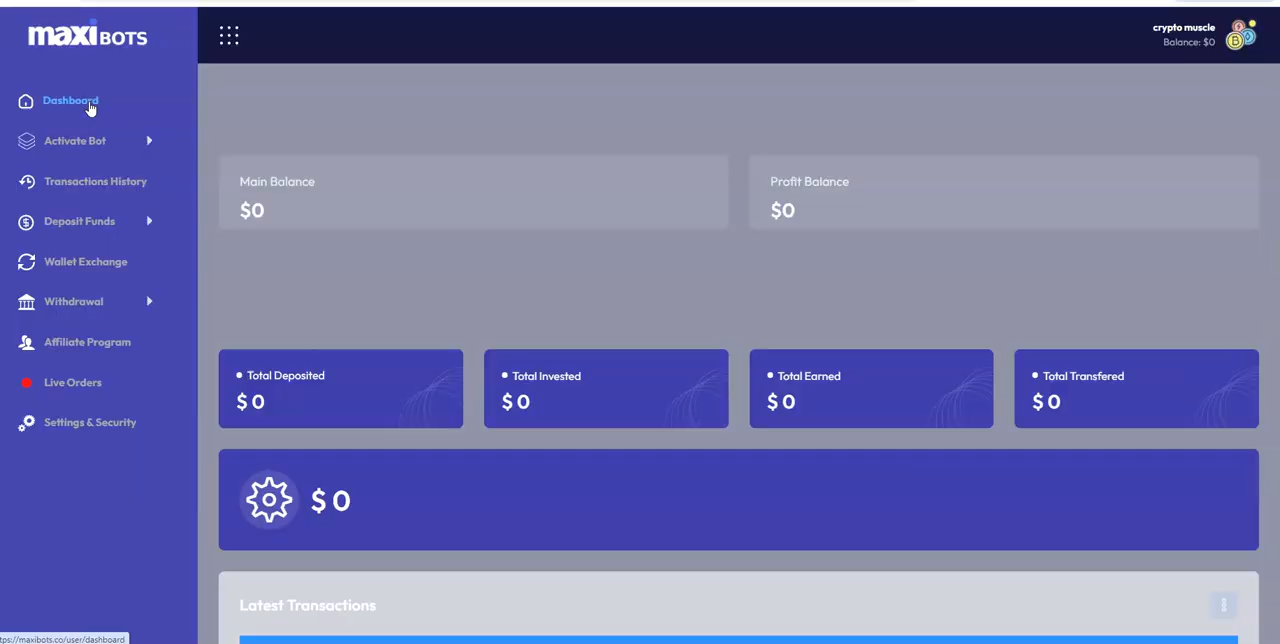 maxi BOTS
crypto muscle
Balance: $0
Dashboard
Activate Bot
Transactions History
Deposit Funds
Wallet Exchange
Withdrawal
Affiliate Program
Live Orders
Settings & Security
Main Balance
$0
Profit Balance
$0
Total Deposited
$ 0
Total Invested
$ 0
Total Earned
$ 0
Total Transfered
$ 0
$ 0
Latest Transactions
tps://maxibots.co/user/dashboard